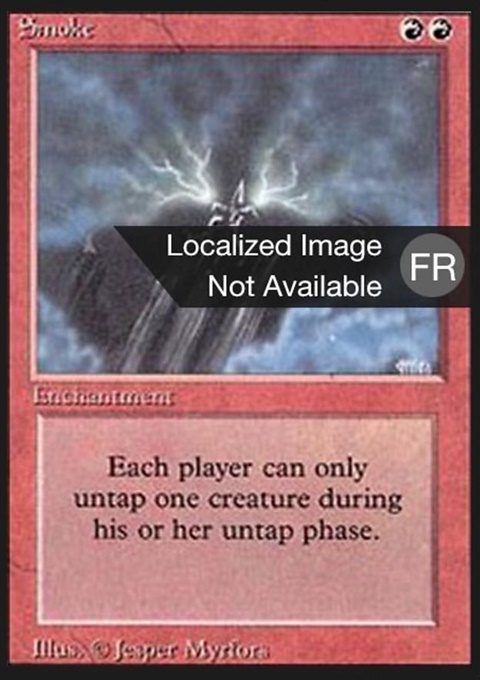 Smoke
Localized Image
FR
Not Available
Enchantment
Each player can only
untap one creature during
his or her untap phase.
Illus. © Jesper Myrfors